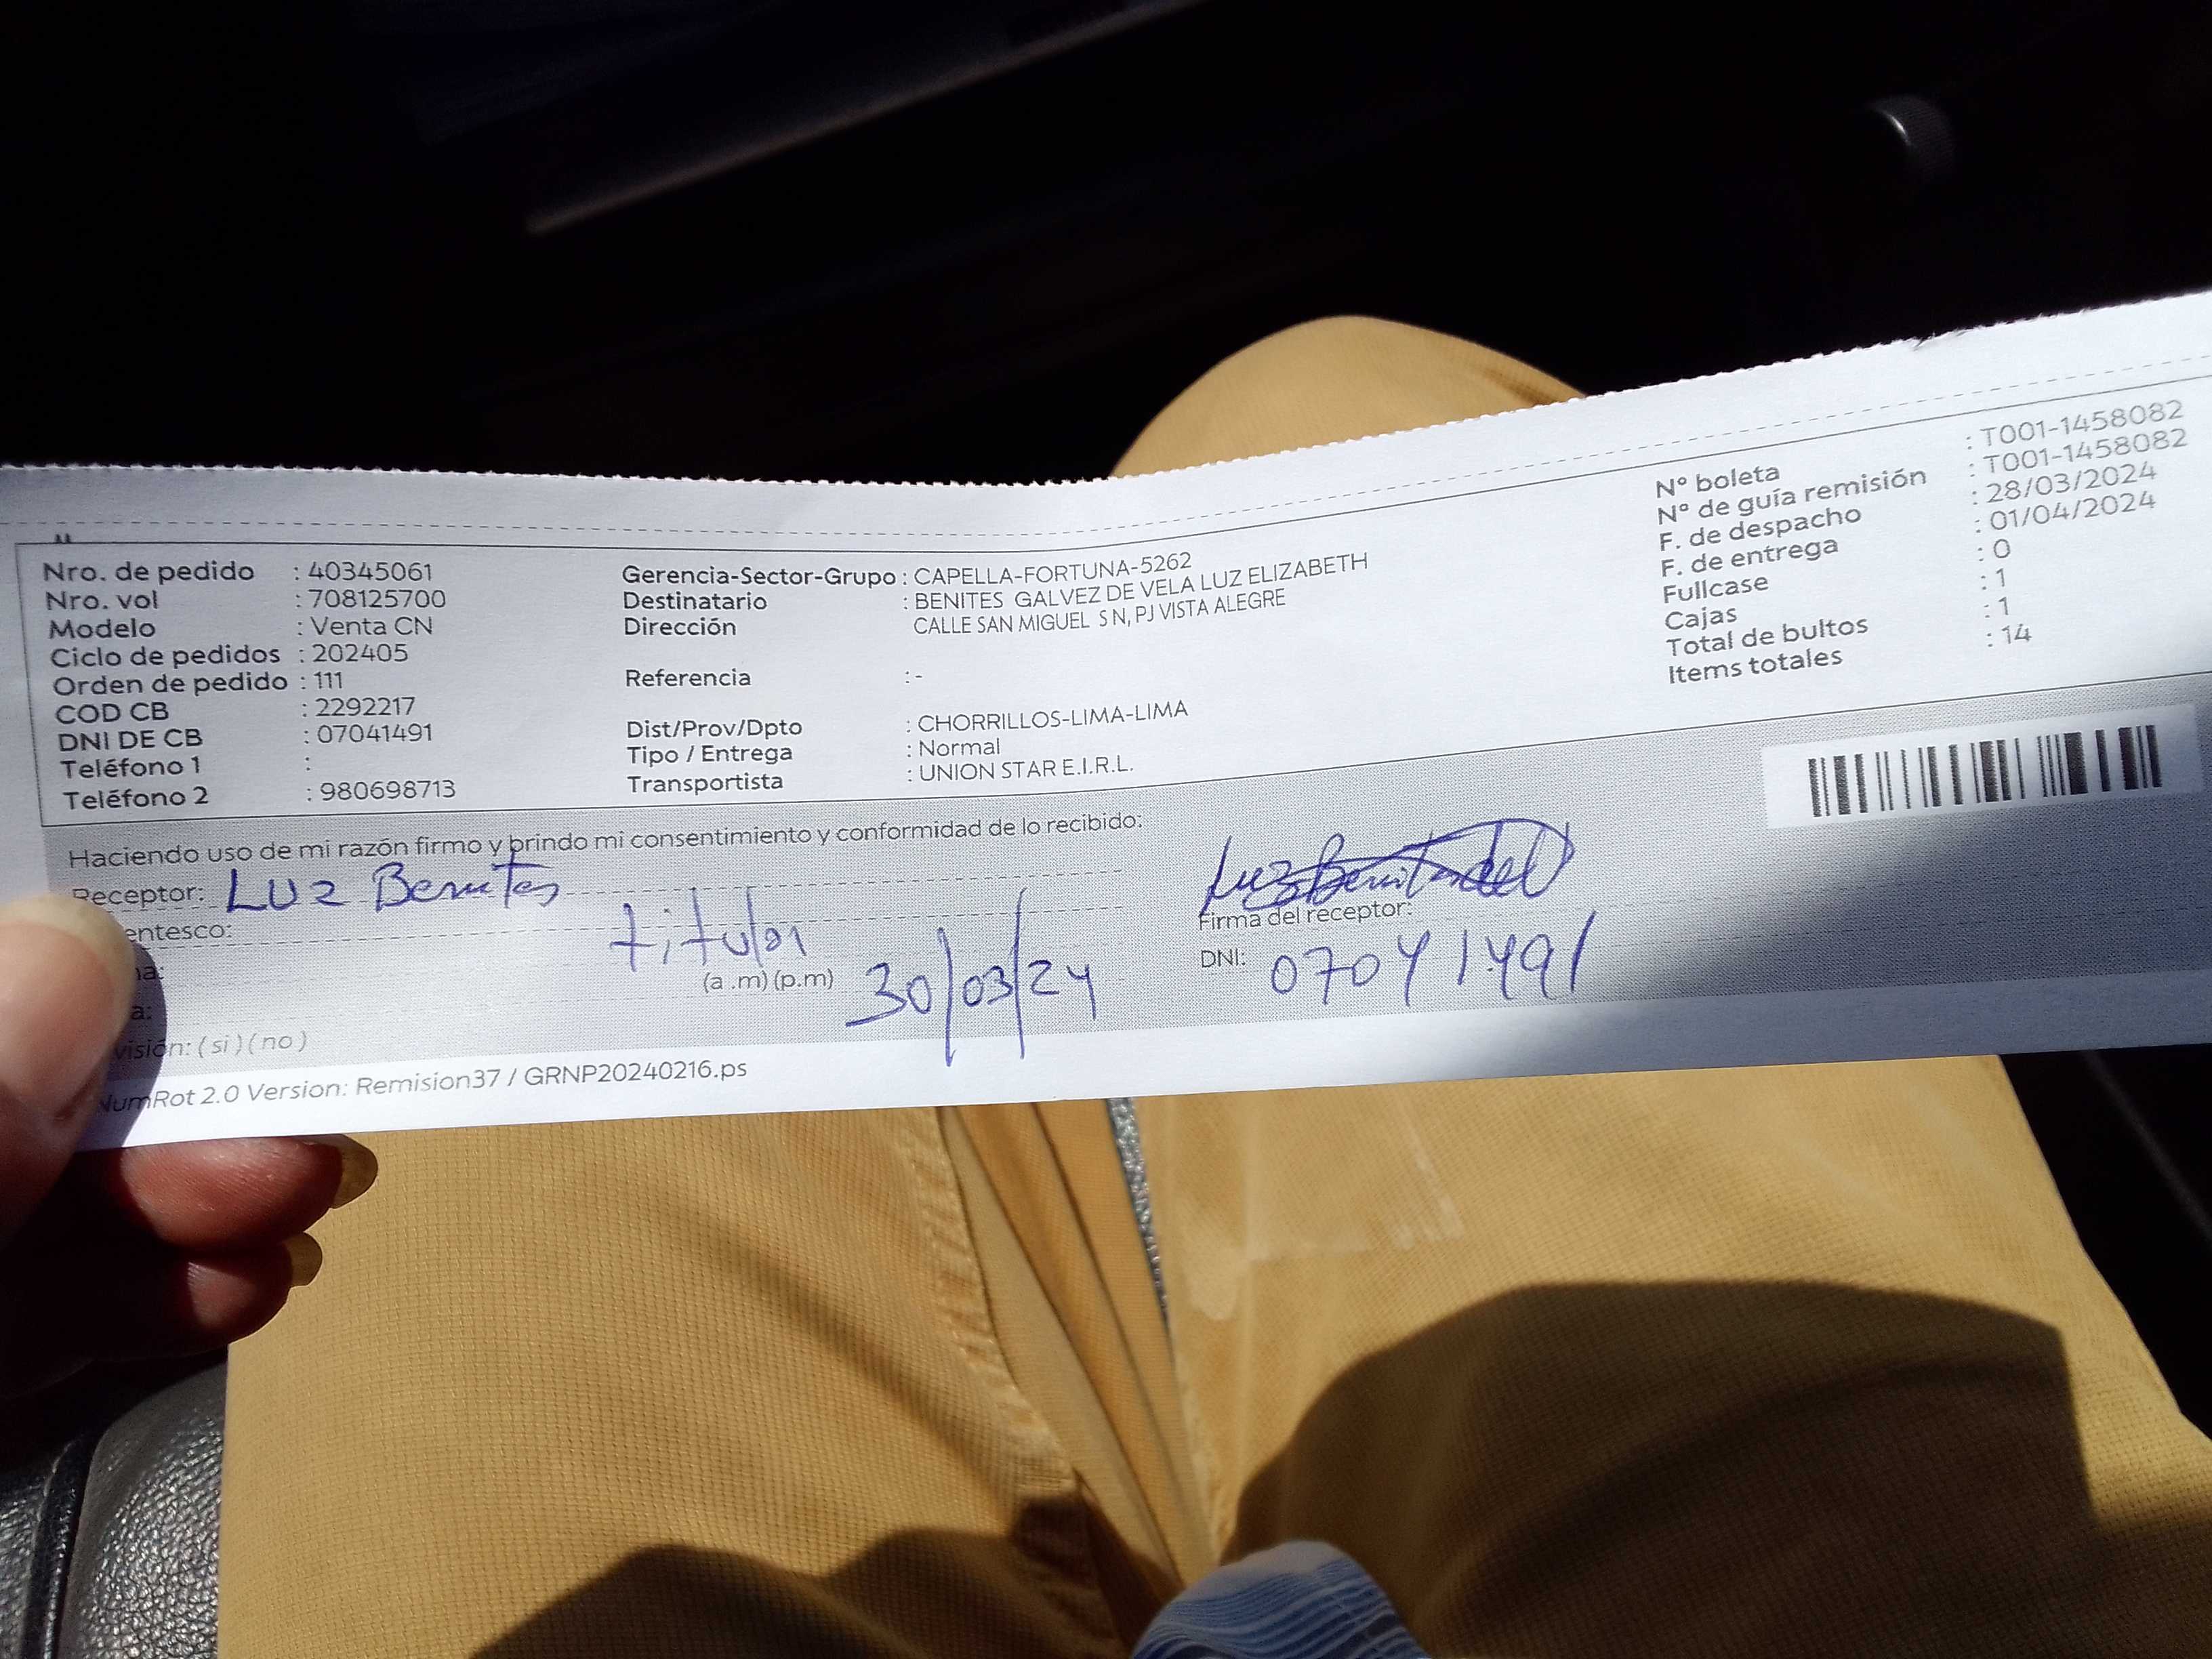 Nro. de pedido : 40345061
Nro. vol : 708125700
Modelo : Venta CN
Ciclo de pedidos : 202405
Orden de pedido : 111
COD CB : 2292217
DNI DE CB : 07041491
Teléfono 1 :
Teléfono 2 : 980698713
Gerencia-Sector-Grupo : CAPELLA-FORTUNA-5262
Destinatario : BENITES GALVEZ DE VELA LUZ ELIZABETH
Dirección CALLE SAN MIGUEL S N, PJ VISTA ALEGRE
Referencia : -
Dist/Prov/Dpto : CHORRILLOS-LIMA-LIMA
Tipo / Entrega : Normal
Transportista : UNION STAR E.I.R.L.
Nº boleta : T001-1458082
Nº de guía remisión : T001-1458082
F. de despacho : 28/03/2024
F. de entrega : 01/04/2024
Fullcase : 0
Cajas : 1
Total de bultos : 1
Items totales : 14
Haciendo uso de mi razón firmo y brindo mi consentimiento y conformidad de lo recibido:
Receptor: Luz Benites
entesco: titular
(a .m) (p.m) 30/03/24
Firma del receptor:
DNI: 07041491
visión: ( si ) ( no )
NumRot 2.0 Version: Remision37 / GRNP20240216.ps